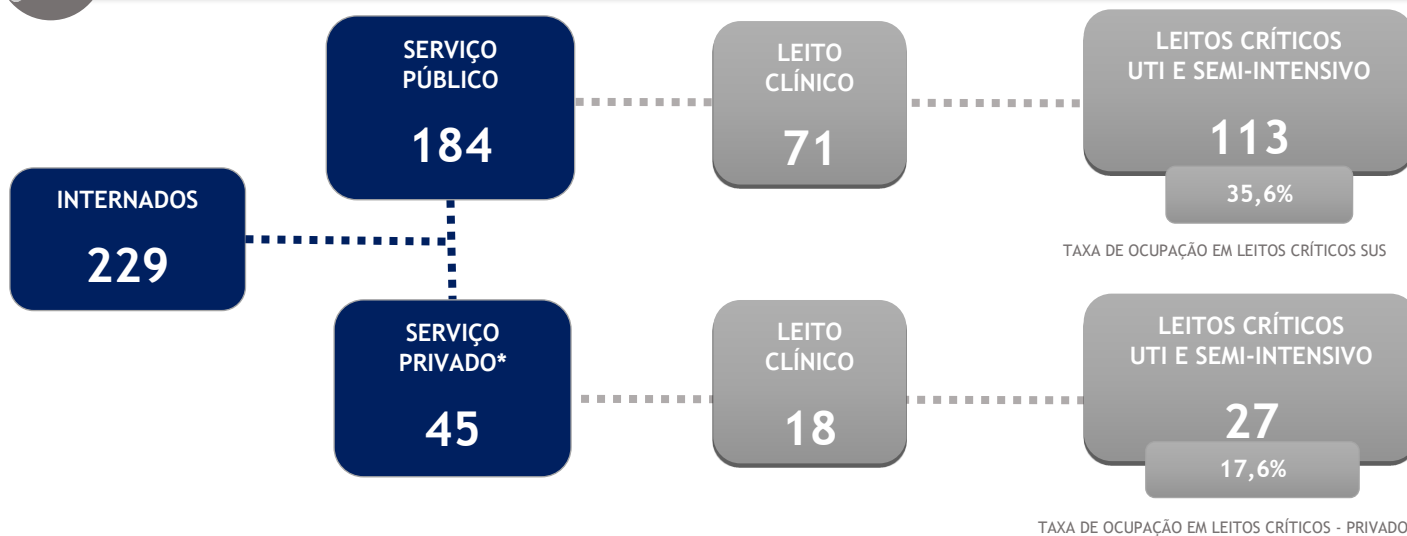 INTERNADOS
229
SERVIÇO
PÚBLICO
184
LEITO
CLÍNICO
71
LEITOS CRÍTICOS
UTI E SEMI-INTENSIVO
113
35,6%
TAXA DE OCUPAÇÃO EM LEITOS CRÍTICOS SUS
SERVIÇO
PRIVADO*
45
LEITO
CLÍNICO
18
LEITOS CRÍTICOS
UTI E SEMI-INTENSIVO
27
17,6%
TAXA DE OCUPAÇÃO EM LEITOS CRÍTICOS - PRIVADO